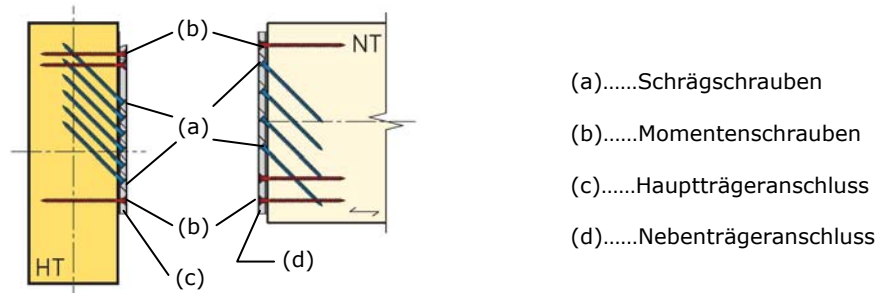 (b)
NT
(a)
(b)
(c)
(d)
HT
(a)......Schrägschrauben
(b)......Momentenschrauben
(c)......Hauptträgeranschluss
(d)......Nebenträgeranschluss